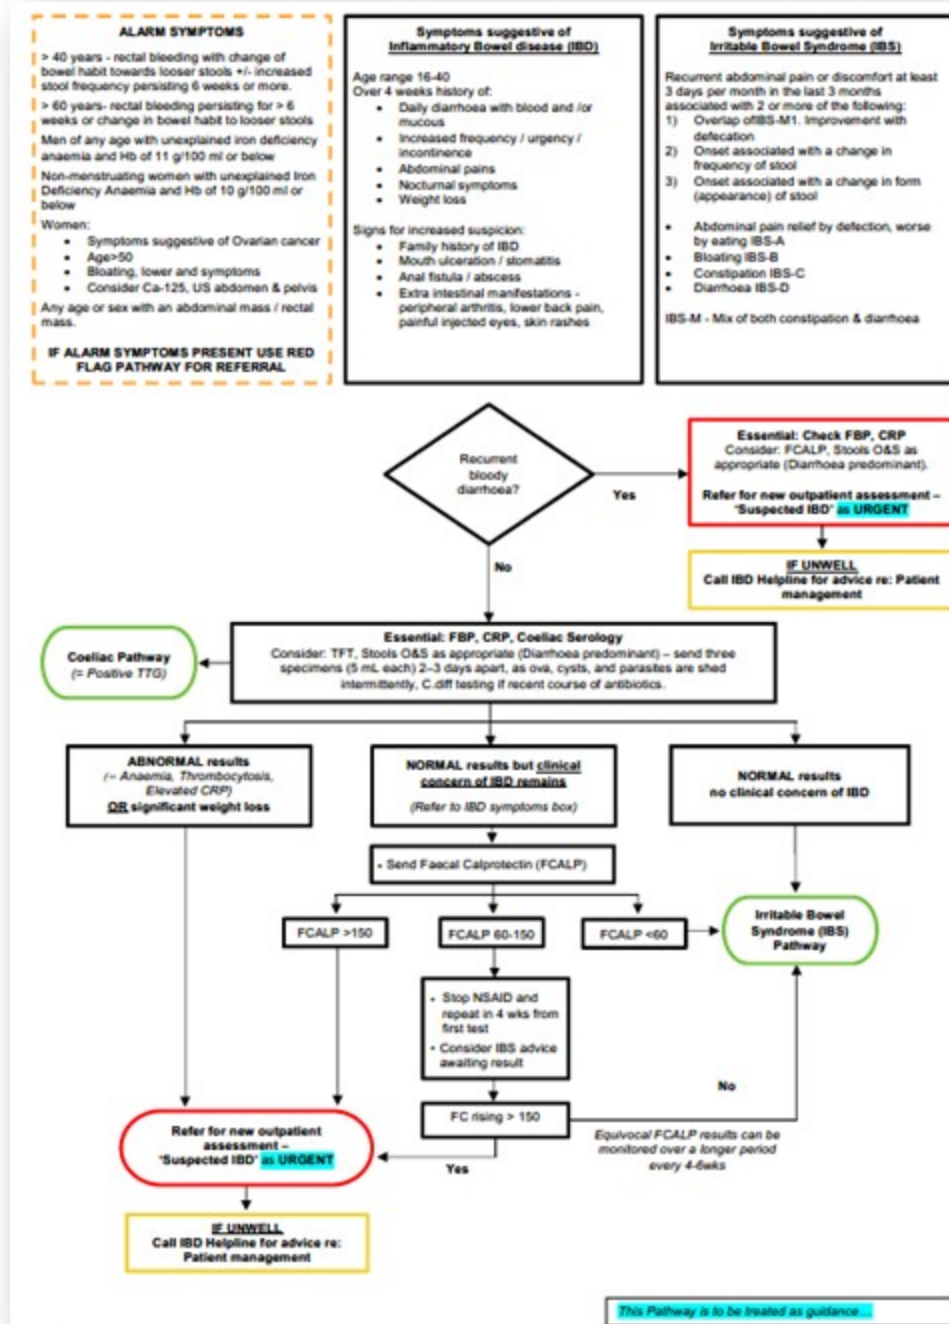 ALARM SYMPTOMS
> 40 years - rectal bleeding with change of
bowel habit towards looser stools +/- increased
stool frequency persisting 6 weeks or more.
> 60 years- rectal bleeding persisting for > 6
weeks or change in bowel habit to looser stools
Men of any age with unexplained iron deficiency
anaemia and Hb of 11 g/100 ml or below
Non-menstruating women with unexplained Iron
Deficiency Anaemia and Hb of 10 g/100 ml or
below
Women:
• Symptoms suggestive of Ovarian cancer
• Age>50
• Bloating, lower and symptoms
• Consider Ca-125, US abdomen & pelvis
Any age or sex with an abdominal mass / rectal
mass.
IF ALARM SYMPTOMS PRESENT USE RED
FLAG PATHWAY FOR REFERRAL
Symptoms suggestive of
Inflammatory Bowel disease (IBD)
Age range 16-40
Over 4 weeks history of:
• Daily diarrhoea with blood and /or
mucous
• Increased frequency / urgency /
incontinence
• Abdominal pains
• Nocturnal symptoms
• Weight loss
Signs for increased suspicion:
• Family history of IBD
• Mouth ulceration / stomatitis
• Anal fistula / abscess
• Extra intestinal manifestations -
peripheral arthritis, lower back pain,
painful injected eyes, skin rashes
Symptoms suggestive of
Irritable Bowel Syndrome (IBS)
Recurrent abdominal pain or discomfort at least
3 days per month in the last 3 months
associated with 2 or more of the following:
1) Overlap ofIBS-M1. Improvement with
defecation
2) Onset associated with a change in
frequency of stool
3) Onset associated with a change in form
(appearance) of stool
• Abdominal pain relief by defection, worse
by eating IBS-A
• Bloating IBS-B
• Constipation IBS-C
• Diarrhoea IBS-D
IBS-M - Mix of both constipation & diarrhoea
Recurrent
bloody
diarrhoea?
Yes
Essential: Check FBP, CRP
Consider: FCALP, Stools O&S as
appropriate (Diarrhoea predominant).
Refer for new outpatient assessment –
'Suspected IBD' as URGENT
IF UNWELL
Call IBD Helpline for advice re: Patient
management
No
Essential: FBP, CRP, Coeliac Serology
Consider: TFT, Stools O&S as appropriate (Diarrhoea predominant) – send three
specimens (5 mL each) 2–3 days apart, as ova, cysts, and parasites are shed
intermittently, C.diff testing if recent course of antibiotics.
Coeliac Pathway
(= Positive TTG)
ABNORMAL results
(– Anaemia, Thrombocytosis,
Elevated CRP)
OR significant weight loss
NORMAL results but clinical
concern of IBD remains
(Refer to IBD symptoms box)
NORMAL results
no clinical concern of IBD
• Send Faecal Calprotectin (FCALP)
FCALP >150
FCALP 60-150
FCALP <60
Irritable Bowel
Syndrome (IBS)
Pathway
• Stop NSAID and
repeat in 4 wks from
first test
• Consider IBS advice
awaiting result
No
FC rising > 150
Equivocal FCALP results can be
monitored over a longer period
every 4-6wks
Yes
Refer for new outpatient
assessment –
'Suspected IBD' as URGENT
IF UNWELL
Call IBD Helpline for advice re:
Patient management
This Pathway is to be treated as guidance…